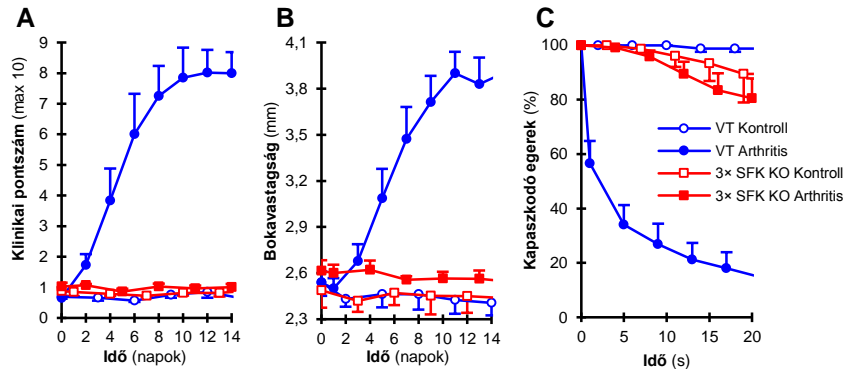 A
Klinikai pontszám (max 10)
9
8
7
6
5
4
3
2
1
0
0 2 4 6 8 10 12 14
Idő (napok)
B
Bokavastagság (mm)
4,1
3,8
3,5
3,2
2,9
2,6
2,3
0 2 4 6 8 10 12 14
Idő (napok)
C
Kapaszkodó egerek (%)
100
80
60
40
20
0
0 5 10 15 20
Idő (s)
VT Kontroll
VT Arthritis
3× SFK KO Kontroll
3× SFK KO Arthritis